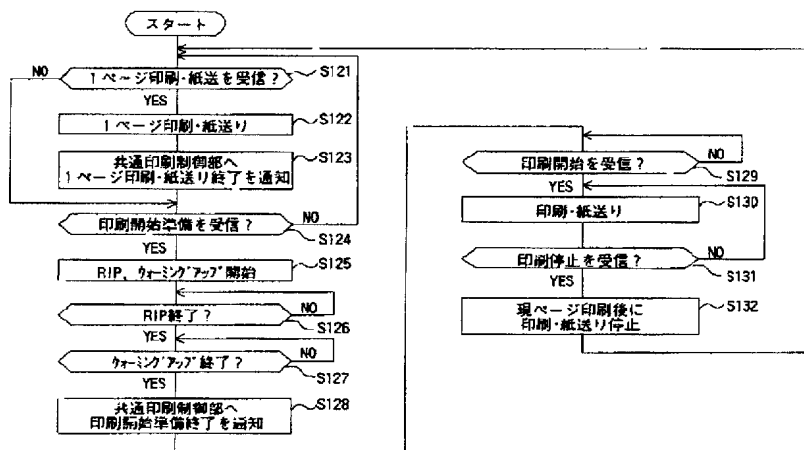 スタート
1ページ印刷・紙送を受信?
S121
NO
YES
1ページ印刷・紙送り
S122
共通印刷制御部へ
1ページ印刷・紙送り終了を通知
S123
印刷開始準備を受信?
NO
S124
YES
RIP、ウォーミングアップ開始
S125
RIP終了?
NO
S126
YES
ウォーミングアップ終了?
NO
S127
YES
共通印刷制御部へ
印刷開始準備終了を通知
S128
印刷開始を受信?
NO
S129
YES
印刷・紙送り
S130
印刷停止を受信?
NO
S131
YES
現ページ印刷後に
印刷・紙送り停止
S132